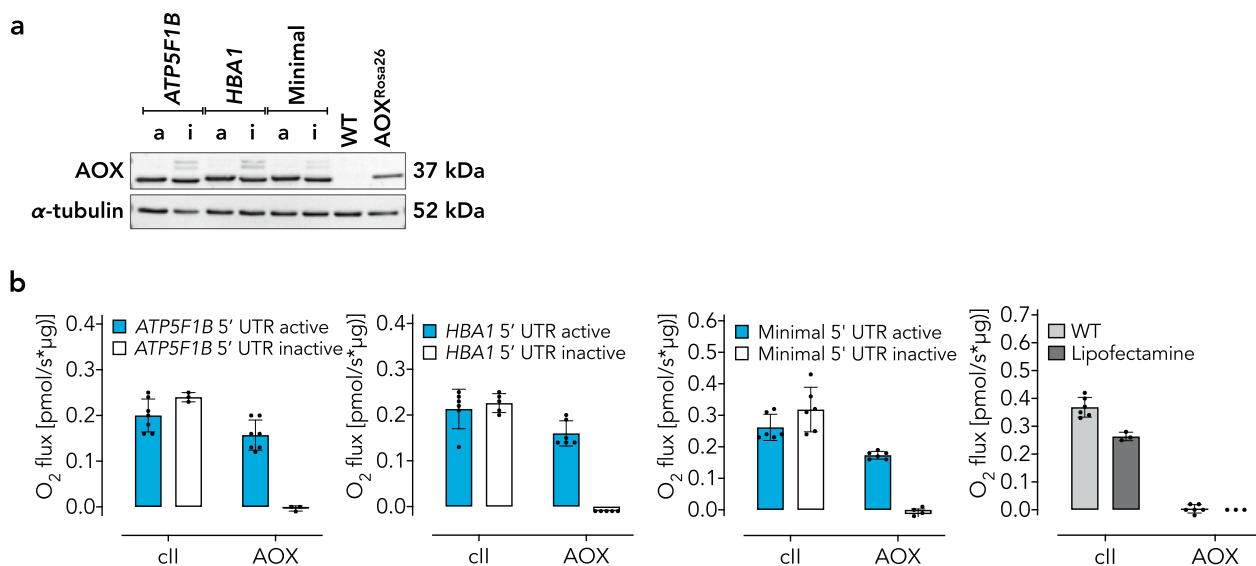 a
ATP5F1B
HBA1
Minimal
WT
AOXRosa26
a i a i a i
AOX 37 kDa
α-tubulin 52 kDa
b
O2 flux [pmol/s*µg)]
0.4
0.3
0.2
0.1
0.0
ATP5F1B 5′ UTR active
ATP5F1B 5′ UTR inactive
cII AOX
O2 flux [pmol/s*µg)]
0.4
0.3
0.2
0.1
0.0
HBA1 5′ UTR active
HBA1 5′ UTR inactive
cII AOX
O2 flux [pmol/s*µg)]
0.6
0.5
0.4
0.3
0.2
0.1
0.0
Minimal 5' UTR active
Minimal 5' UTR inactive
cII AOX
O2 flux [pmol/s*µg)]
0.7
0.6
0.5
0.4
0.3
0.2
0.1
0.0
WT
Lipofectamine
cII AOX